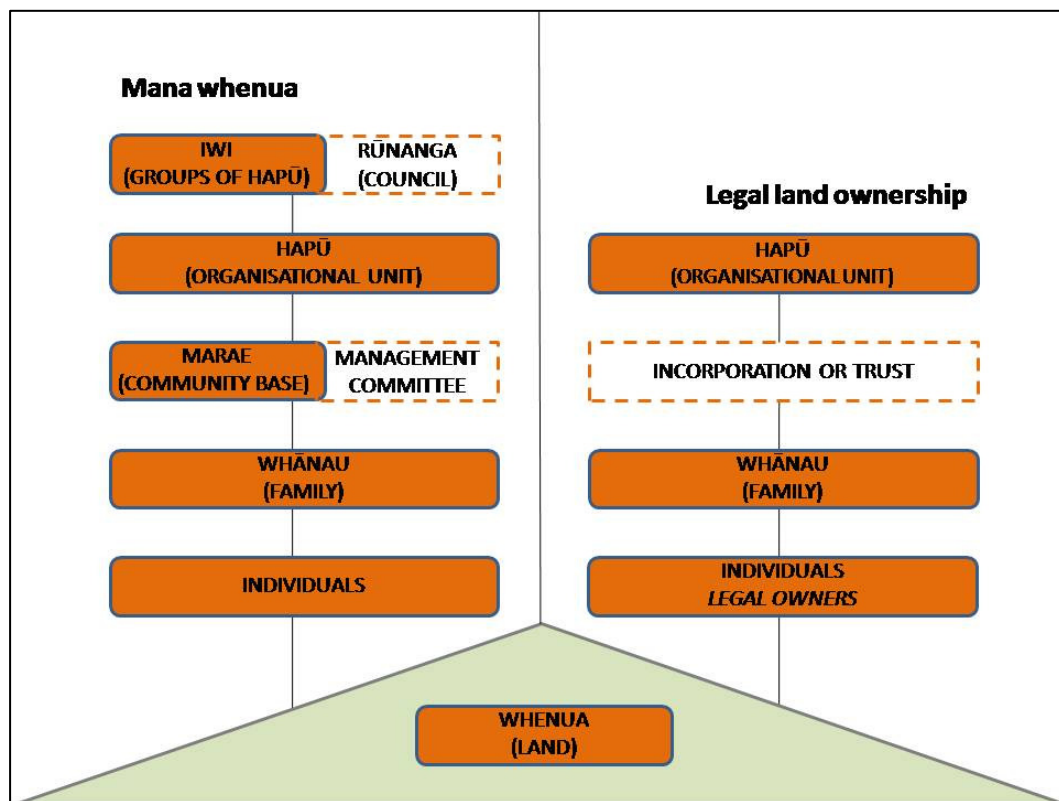 Mana whenua
IWI
(GROUPS OF HAPŪ)
RŪNANGA
(COUNCIL)
HAPŪ
(ORGANISATIONAL UNIT)
MARAE
(COMMUNITY BASE)
MANAGEMENT
COMMITTEE
WHĀNAU
(FAMILY)
INDIVIDUALS
Legal land ownership
HAPŪ
(ORGANISATIONAL UNIT)
INCORPORATION OR TRUST
WHĀNAU
(FAMILY)
INDIVIDUALS
LEGAL OWNERS
WHENUA
(LAND)